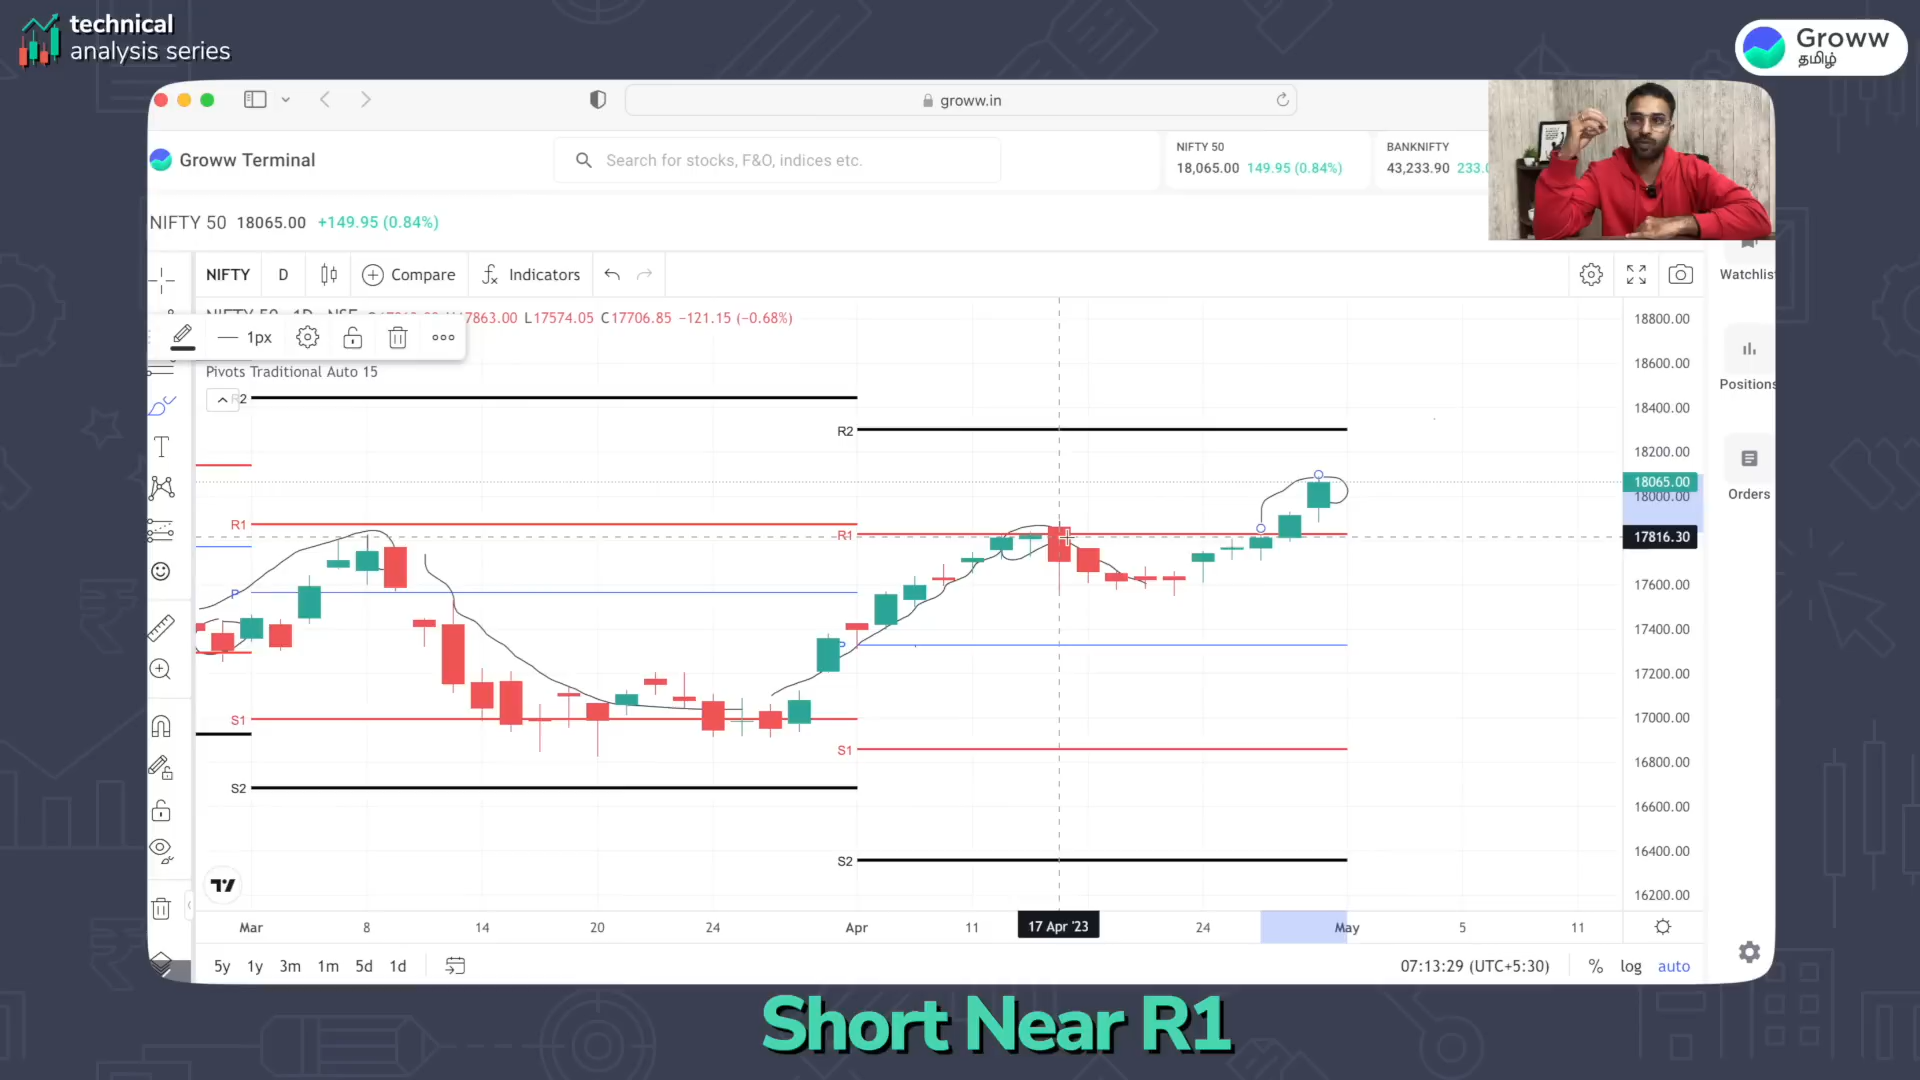 technical
analysis series
Groww
தமிழ்
groww.in
Groww Terminal
Search for stocks, F&O, indices etc.
NIFTY 50
18,065.00 149.95 (0.84%)
BANKNIFTY
43,233.90 233.0
NIFTY 50 18065.00 +149.95 (0.84%)
NIFTY D Compare Indicators
Watchlist
L17574.05 C17706.85 −121.15 (−0.68%)
1px
Pivots Traditional Auto 15
R2
R2
R1
R1
P
P
S1
S1
S2
S2
18800.00
18600.00
18400.00
18200.00
18065.00
18000.00
17816.30
17600.00
17400.00
17200.00
17000.00
16800.00
16600.00
16400.00
16200.00
Positions
Orders
Mar 8 14 20 24 Apr 11 17 Apr '23 24 May 5 11
5y 1y 3m 1m 5d 1d
07:13:29 (UTC+5:30) % log auto
Short Near R1